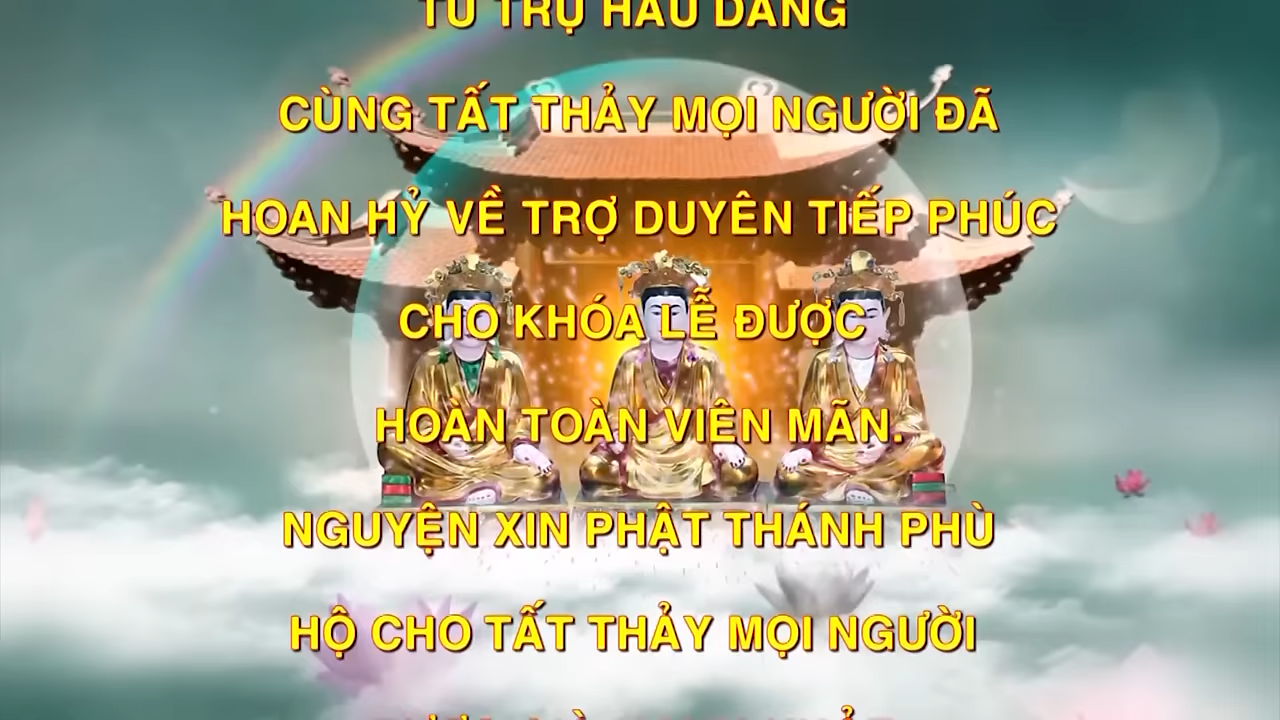 TỨ TRỤ HẦU DÂNG
CÙNG TẤT THẢY MỌI NGƯỜI ĐÃ
HOAN HỶ VỀ TRỢ DUYÊN TIẾP PHÚC
CHO KHÓA LỄ ĐƯỢC
HOÀN TOÀN VIÊN MÃN.
NGUYỆN XIN PHẬT THÁNH PHÙ
HỘ CHO TẤT THẢY MỌI NGƯỜI